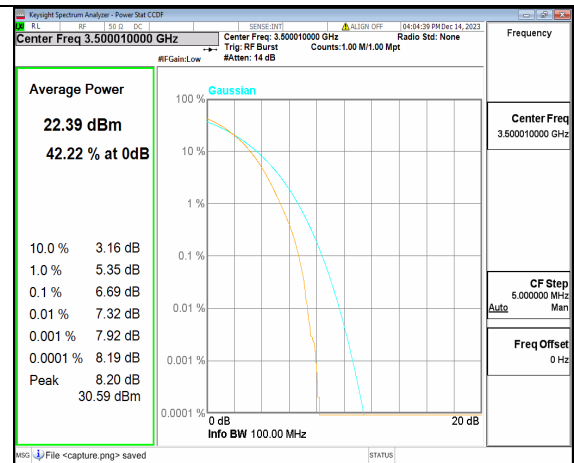 Keysight Spectrum Analyzer - Power Stat CCDF
RL RF 50 Ω DC SENSE:INT ALIGN OFF 04:04:39 PM Dec 14, 2023
Center Freq 3.500010000 GHz
Center Freq: 3.500010000 GHz Radio Std: None
Trig: RF Burst Counts:1.00 M/1.00 Mpt
#IFGain:Low #Atten: 14 dB
Frequency
Average Power
22.39 dBm
42.22 % at 0dB
10.0 % 3.16 dB
1.0 % 5.35 dB
0.1 % 6.69 dB
0.01 % 7.32 dB
0.001 % 7.92 dB
0.0001 % 8.19 dB
Peak 8.20 dB
30.59 dBm
Gaussian
100 %
10 %
1 %
0.1 %
0.01 %
0.001 %
0.0001 %
0 dB 20 dB
Info BW 100.00 MHz
Center Freq
3.500010000 GHz
CF Step
5.000000 MHz
Auto Man
Freq Offset
0 Hz
MSG File <capture.png> saved STATUS